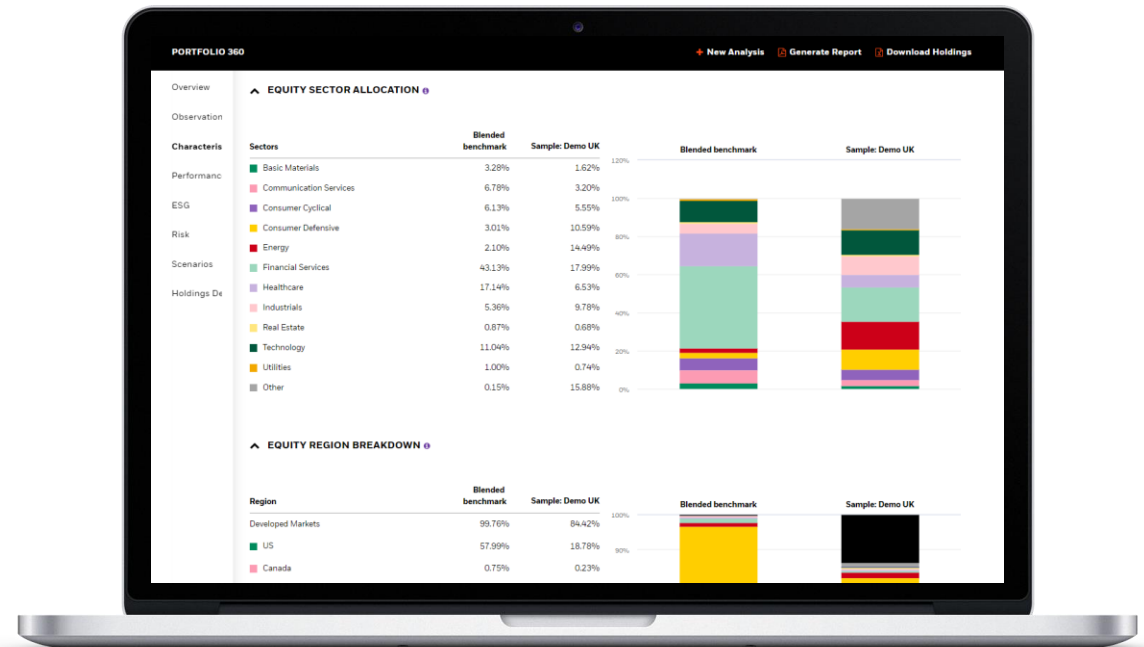 PORTFOLIO 360
New Analysis Generate Report Download Holdings
Overview
Observation
Characteris
Performanc
ESG
Risk
Scenarios
Holdings De
EQUITY SECTOR ALLOCATION
Sectors Blended benchmark Sample: Demo UK
Basic Materials 3.28% 1.62%
Communication Services 6.78% 3.20%
Consumer Cyclical 6.13% 5.55%
Consumer Defensive 3.01% 10.59%
Energy 2.10% 14.49%
Financial Services 43.13% 17.99%
Healthcare 17.14% 6.53%
Industrials 5.36% 9.78%
Real Estate 0.87% 0.68%
Technology 11.04% 12.94%
Utilities 1.00% 0.74%
Other 0.15% 15.88%
Blended benchmark Sample: Demo UK
120%
100%
80%
60%
40%
20%
0%
EQUITY REGION BREAKDOWN
Region Blended benchmark Sample: Demo UK
Developed Markets 99.76% 84.42%
US 57.99% 18.78%
Canada 0.75% 0.23%
Blended benchmark Sample: Demo UK
100%
90%